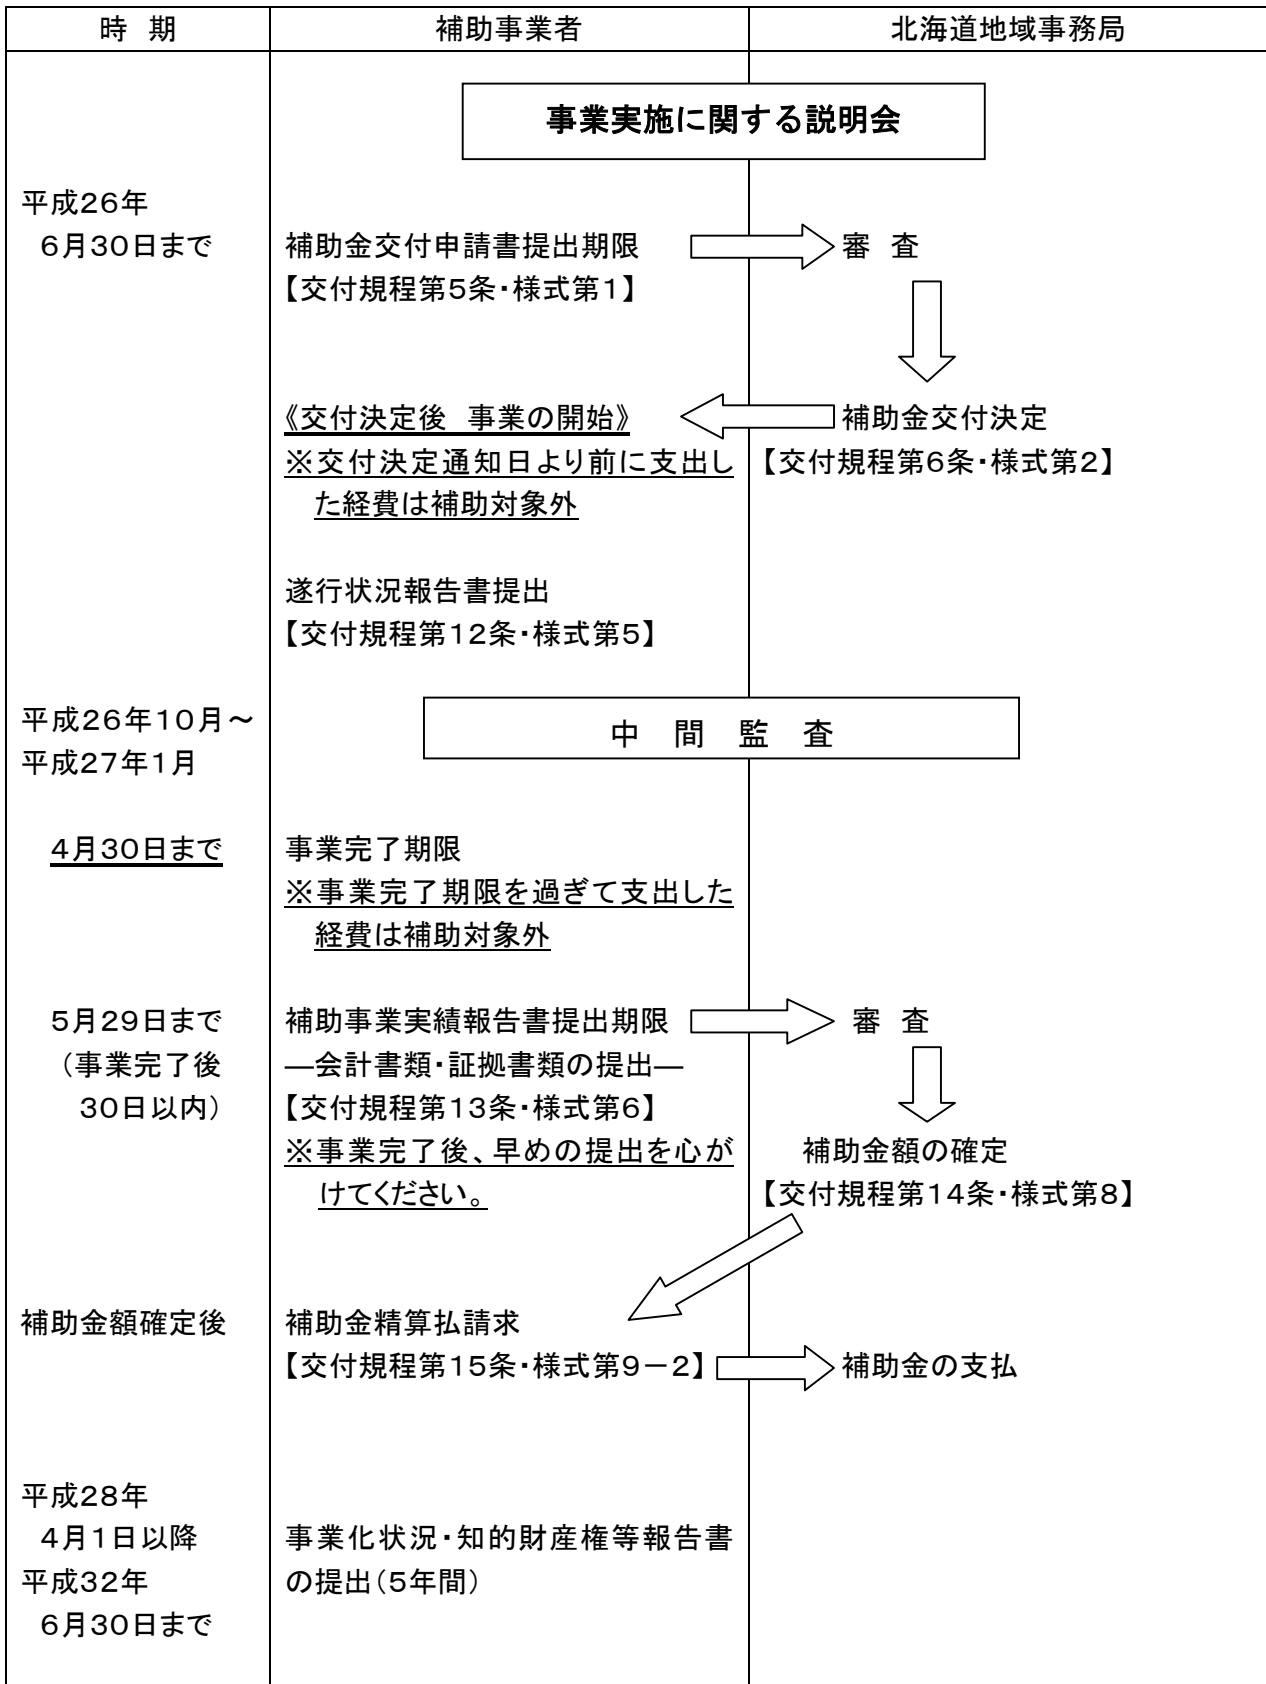 時 期 補助事業者 北海道地域事務局
事業実施に関する説明会
平成26年
6月30日まで 補助金交付申請書提出期限 審 査
【交付規程第5条・様式第1】
《交付決定後 事業の開始》 補助金交付決定
※交付決定通知日より前に支出し 【交付規程第6条・様式第2】
た経費は補助対象外
遂行状況報告書提出
【交付規程第12条・様式第5】
平成26年10月～
中 間 監 査
平成27年1月
4月30日まで 事業完了期限
※事業完了期限を過ぎて支出した
経費は補助対象外
5月29日まで 補助事業実績報告書提出期限 審 査
（事業完了後 ―会計書類・証拠書類の提出―
30日以内） 【交付規程第13条・様式第6】
※事業完了後、早めの提出を心が 補助金額の確定
けてください。 【交付規程第14条・様式第8】
補助金額確定後 補助金精算払請求
【交付規程第15条・様式第9－2】 補助金の支払
平成28年
4月1日以降 事業化状況・知的財産権等報告書
平成32年 の提出（5年間）
6月30日まで